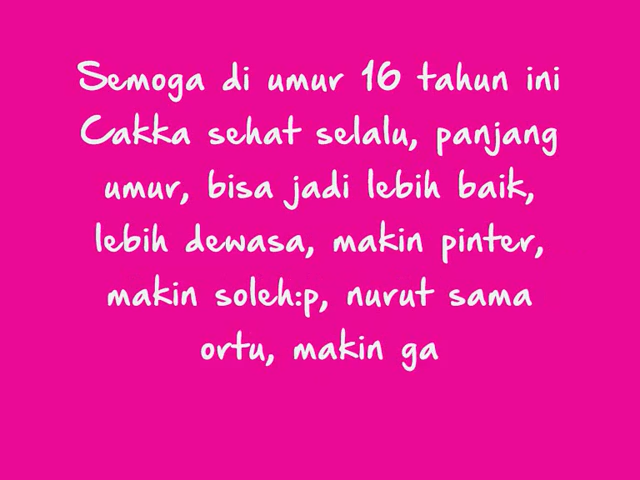 Semoga di umur 16 tahun ini
Cakka sehat selalu, panjang
umur, bisa jadi lebih baik,
lebih dewasa, makin pinter,
makin soleh:p, nurut sama
ortu, makin ga